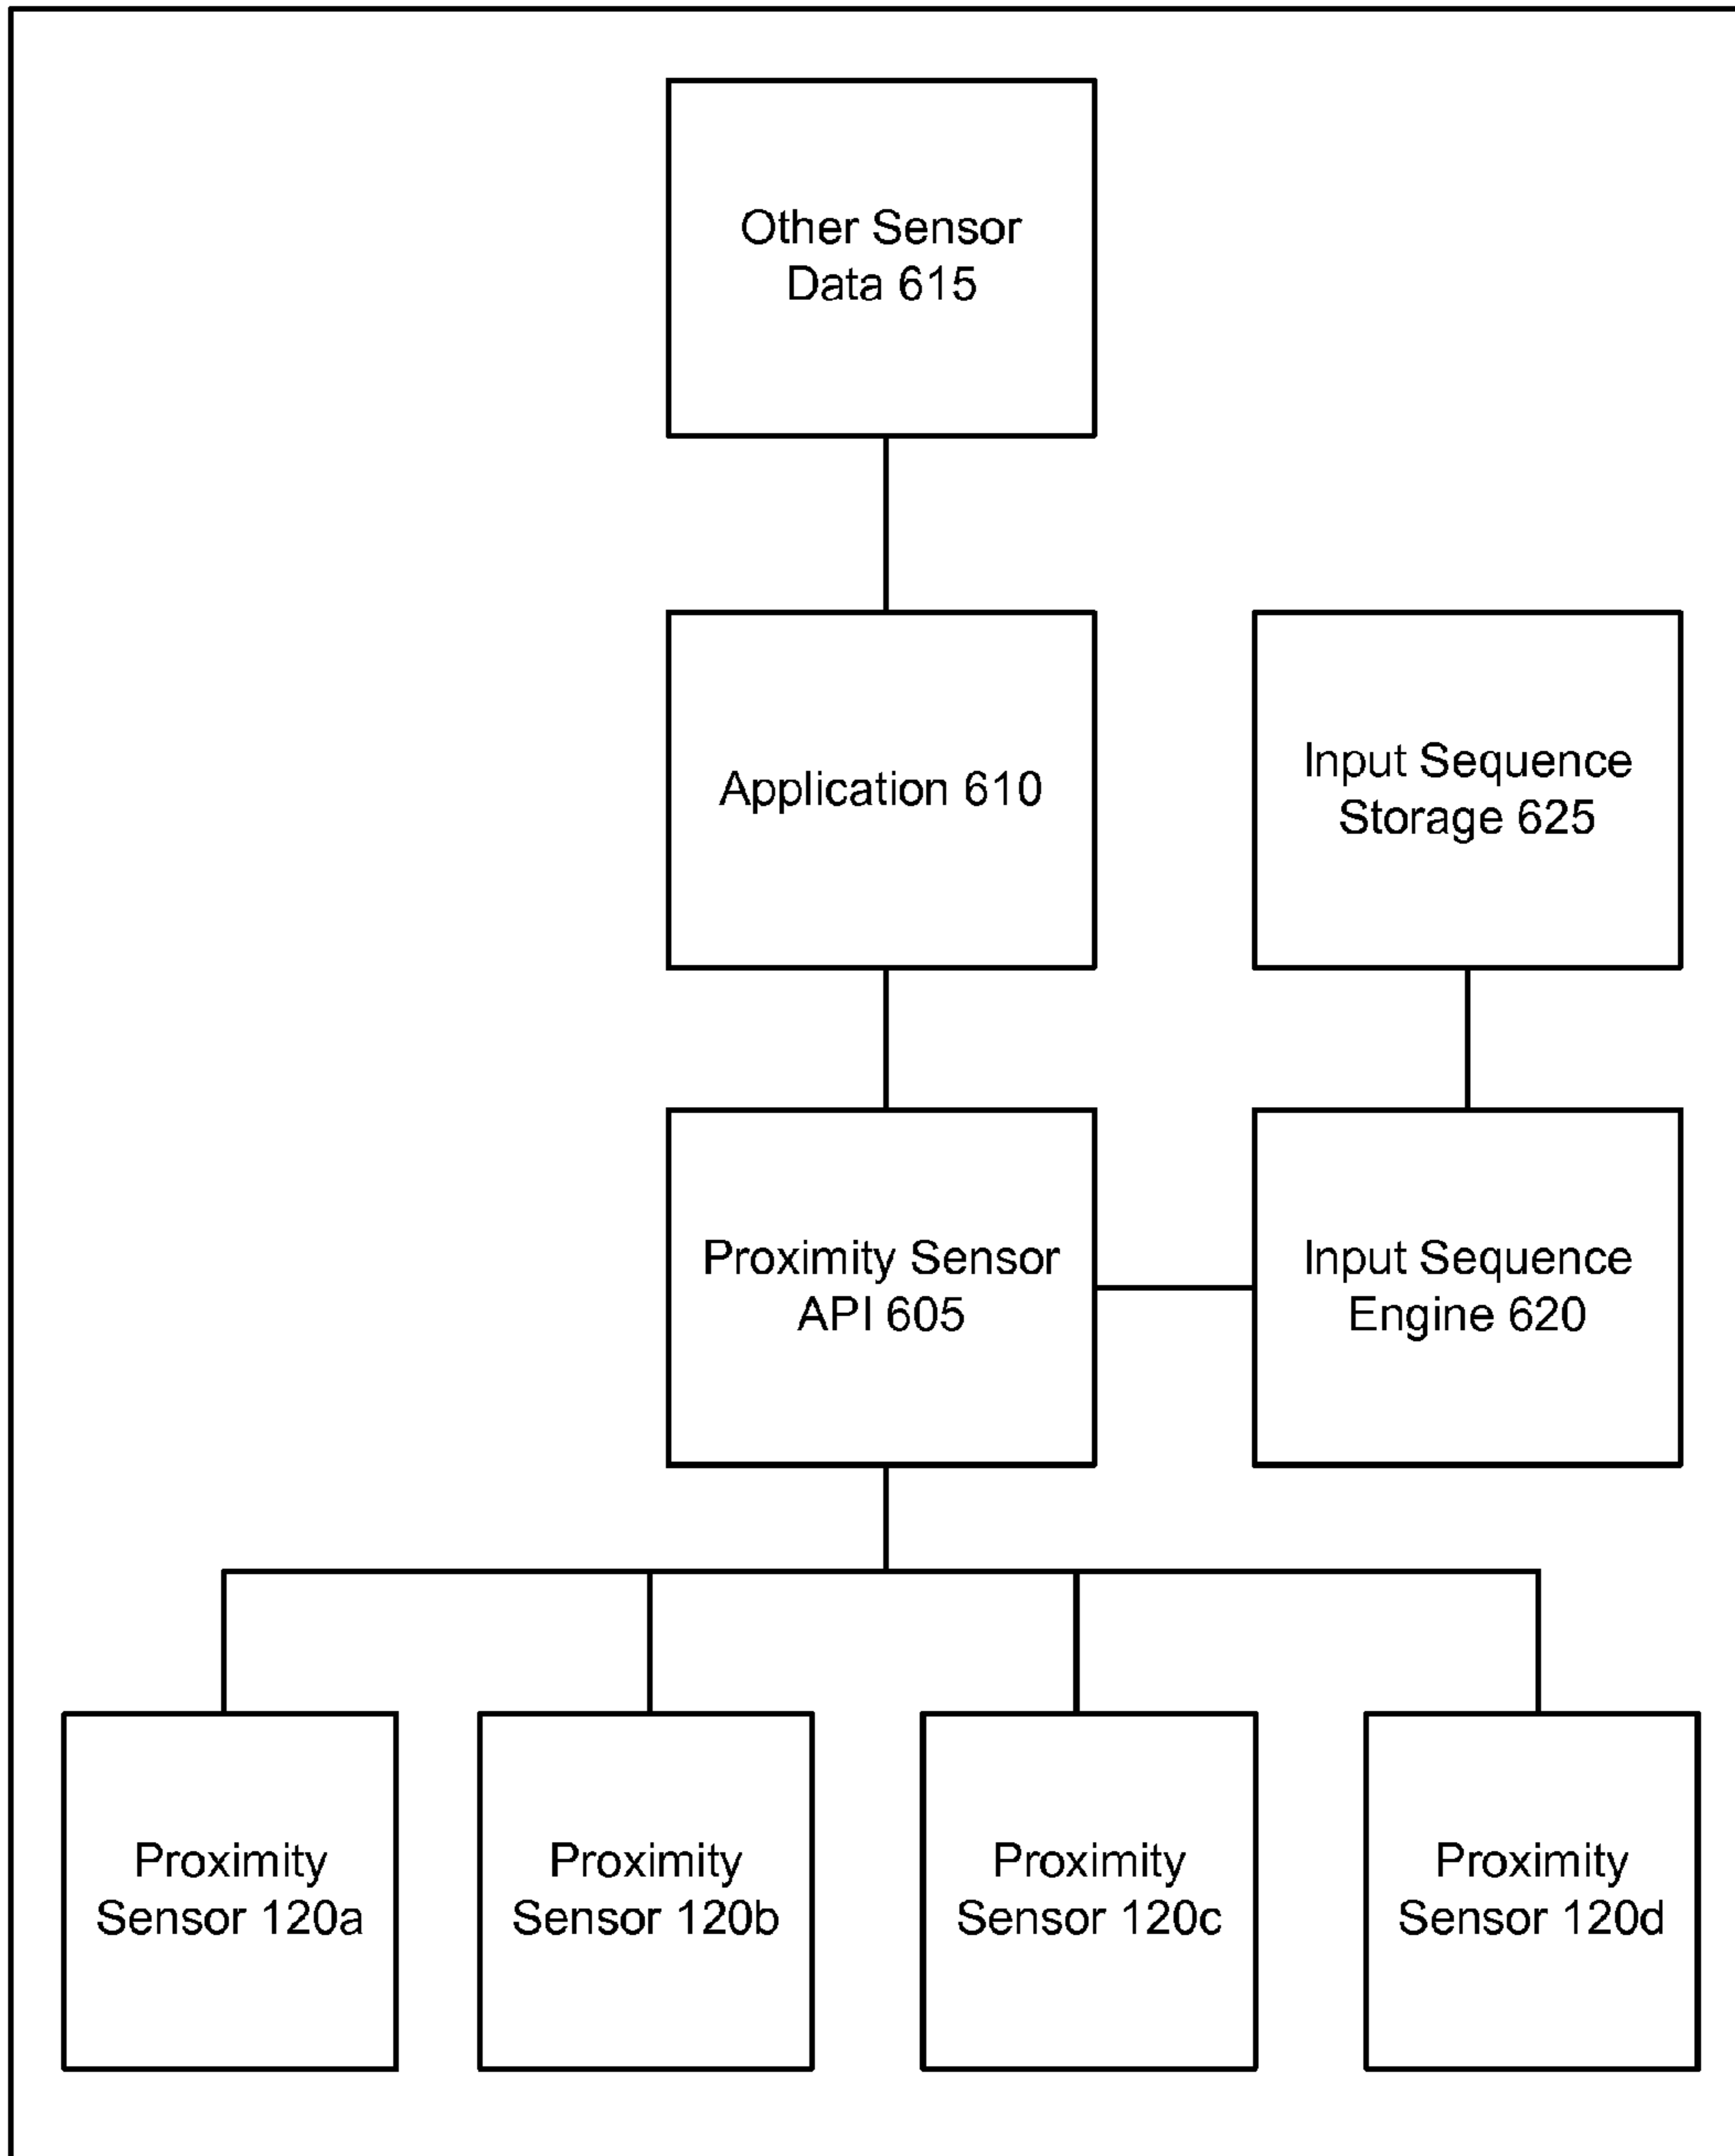 Other Sensor
Data 615
Application 610
Input Sequence
Storage 625
Proximity Sensor
API 605
Input Sequence
Engine 620
Proximity
Sensor 120a
Proximity
Sensor 120b
Proximity
Sensor 120c
Proximity
Sensor 120d